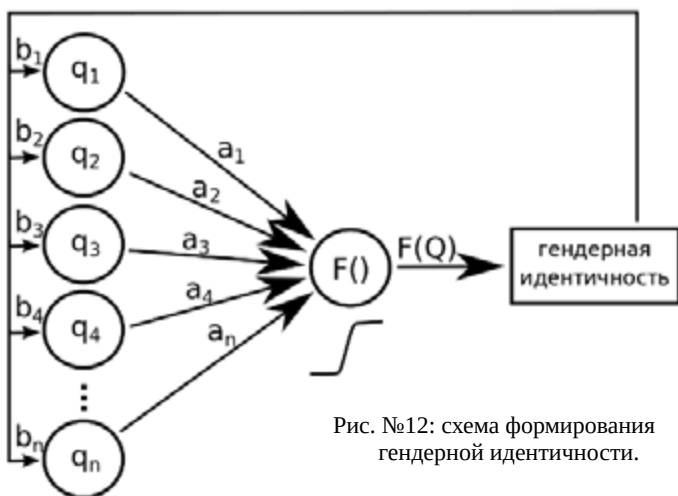 b₁
q₁
b₂
q₂
a₁
a₂
b₃
q₃
a₃
F()
F(Q)
гендерная
идентичность
b₄
q₄
a₄
aₙ
bₙ
qₙ
Рис. №12: схема формирования
гендерной идентичности.